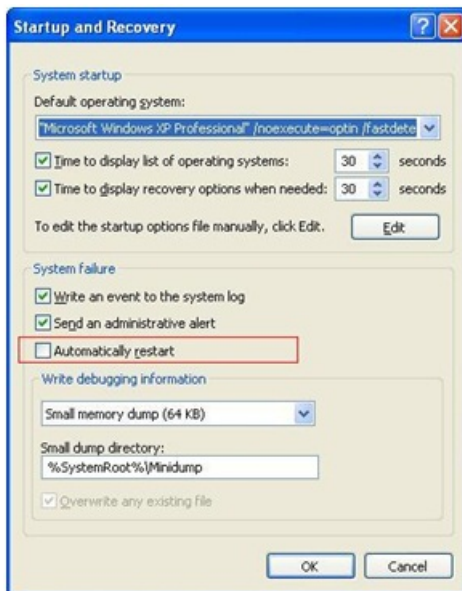 Startup and Recovery
System startup
Default operating system:
"Microsoft Windows XP Professional" /noexecute=optin /fastdete
Time to display list of operating systems: 30 seconds
Time to display recovery options when needed: 30 seconds
To edit the startup options file manually, click Edit. Edit
System failure
Write an event to the system log
Send an administrative alert
Automatically restart
Write debugging information
Small memory dump (64 KB)
Small dump directory:
%SystemRoot%\Minidump
Overwrite any existing file
OK Cancel